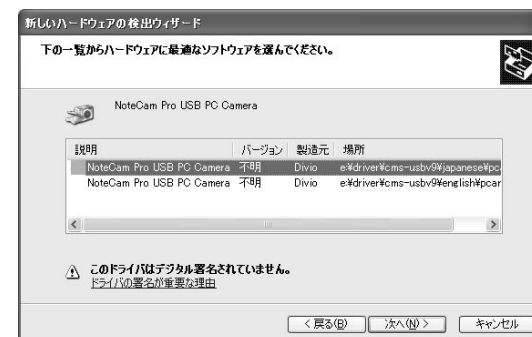 新しいハードウェアの検出ウィザード
下の一覧からハードウェアに最適なソフトウェアを選んでください。
NoteCam Pro USB PC Camera
説明 バージョン 製造元 場所
NoteCam Pro USB PC Camera 不明 Divio e:¥driver¥cms-usbv9¥japanese¥pc
NoteCam Pro USB PC Camera 不明 Divio e:¥driver¥cms-usbv9¥english¥pcar
このドライバはデジタル署名されていません。
ドライバの署名が重要な理由
< 戻る(B) 次へ(N) > キャンセル